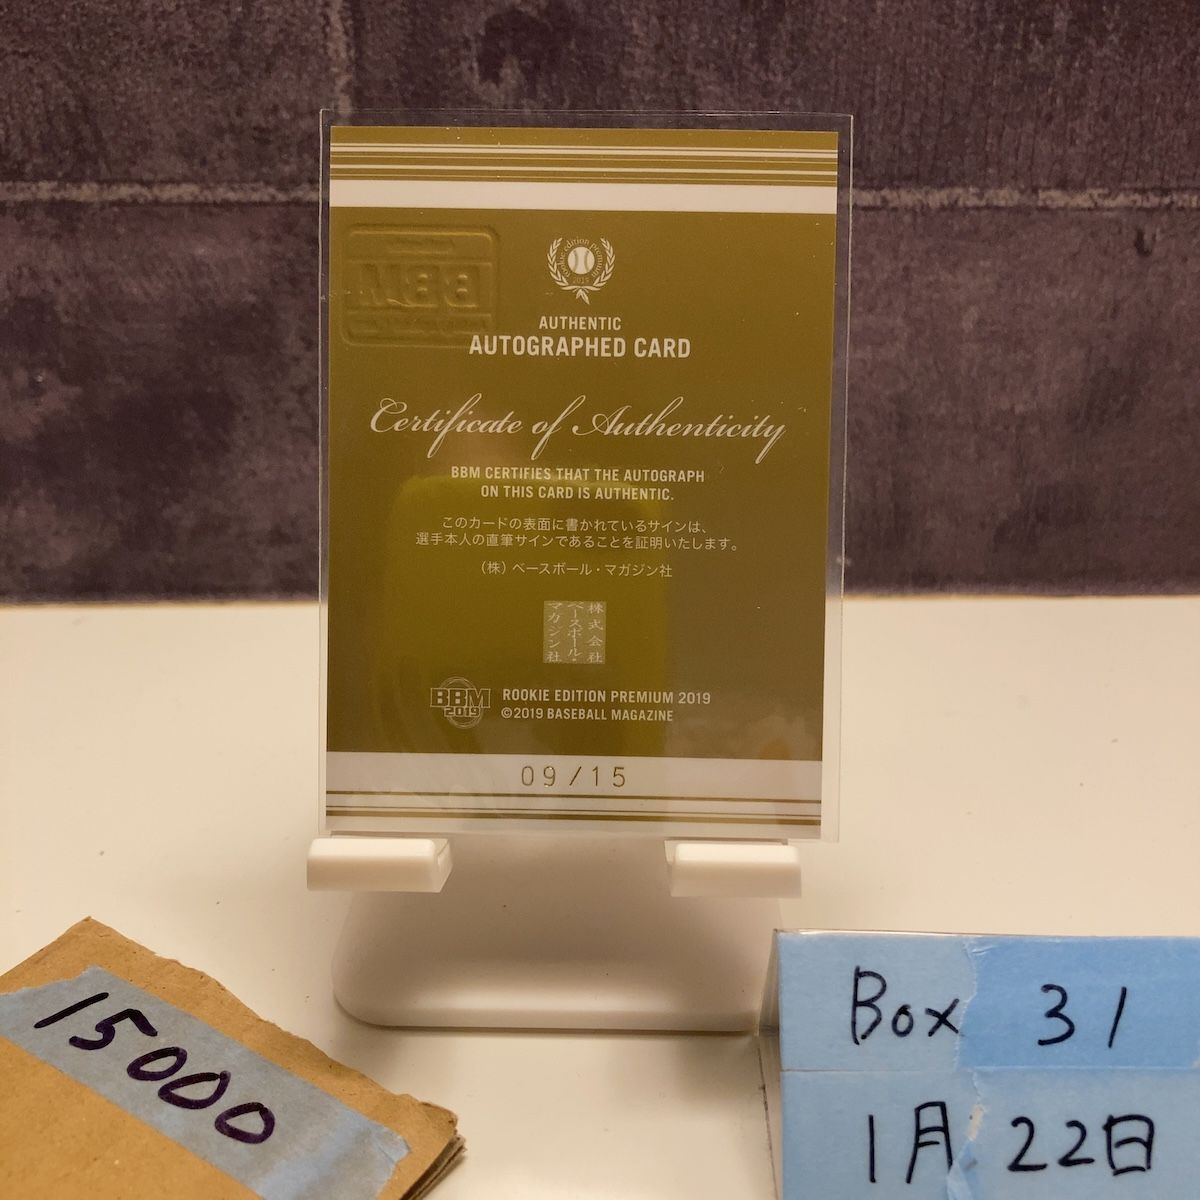 rookie edition premium
2019
BBM
AUTHENTIC
AUTOGRAPHED CARD
Certificate of Authenticity
BBM CERTIFIES THAT THE AUTOGRAPH
ON THIS CARD IS AUTHENTIC.
このカードの表面に書かれているサインは、
選手本人の直筆サインであることを証明いたします。
（株）ベースボール・マガジン社
株式会社
ベースボール・
マガジン社
BBM
2019
ROOKIE EDITION PREMIUM 2019
©2019 BASEBALL MAGAZINE
09/15
15000
Box 31
1月22日